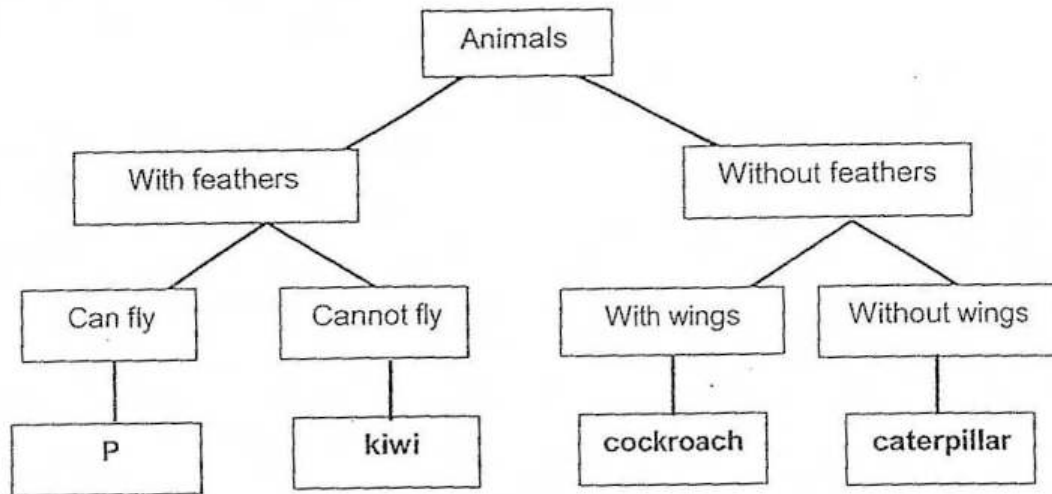 Animals
With feathers
Without feathers
Can fly
Cannot fly
With wings
Without wings
P
kiwi
cockroach
caterpillar